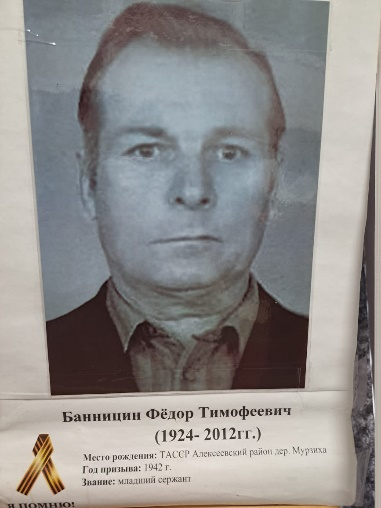 Банницин Фёдор Тимофеевич
(1924- 2012гг.)
Место рождения: ТАССР Алексеевский район дер. Мурзиха
Год призыва: 1942 г.
Звание: младший сержант
Я ПОМНЮ!